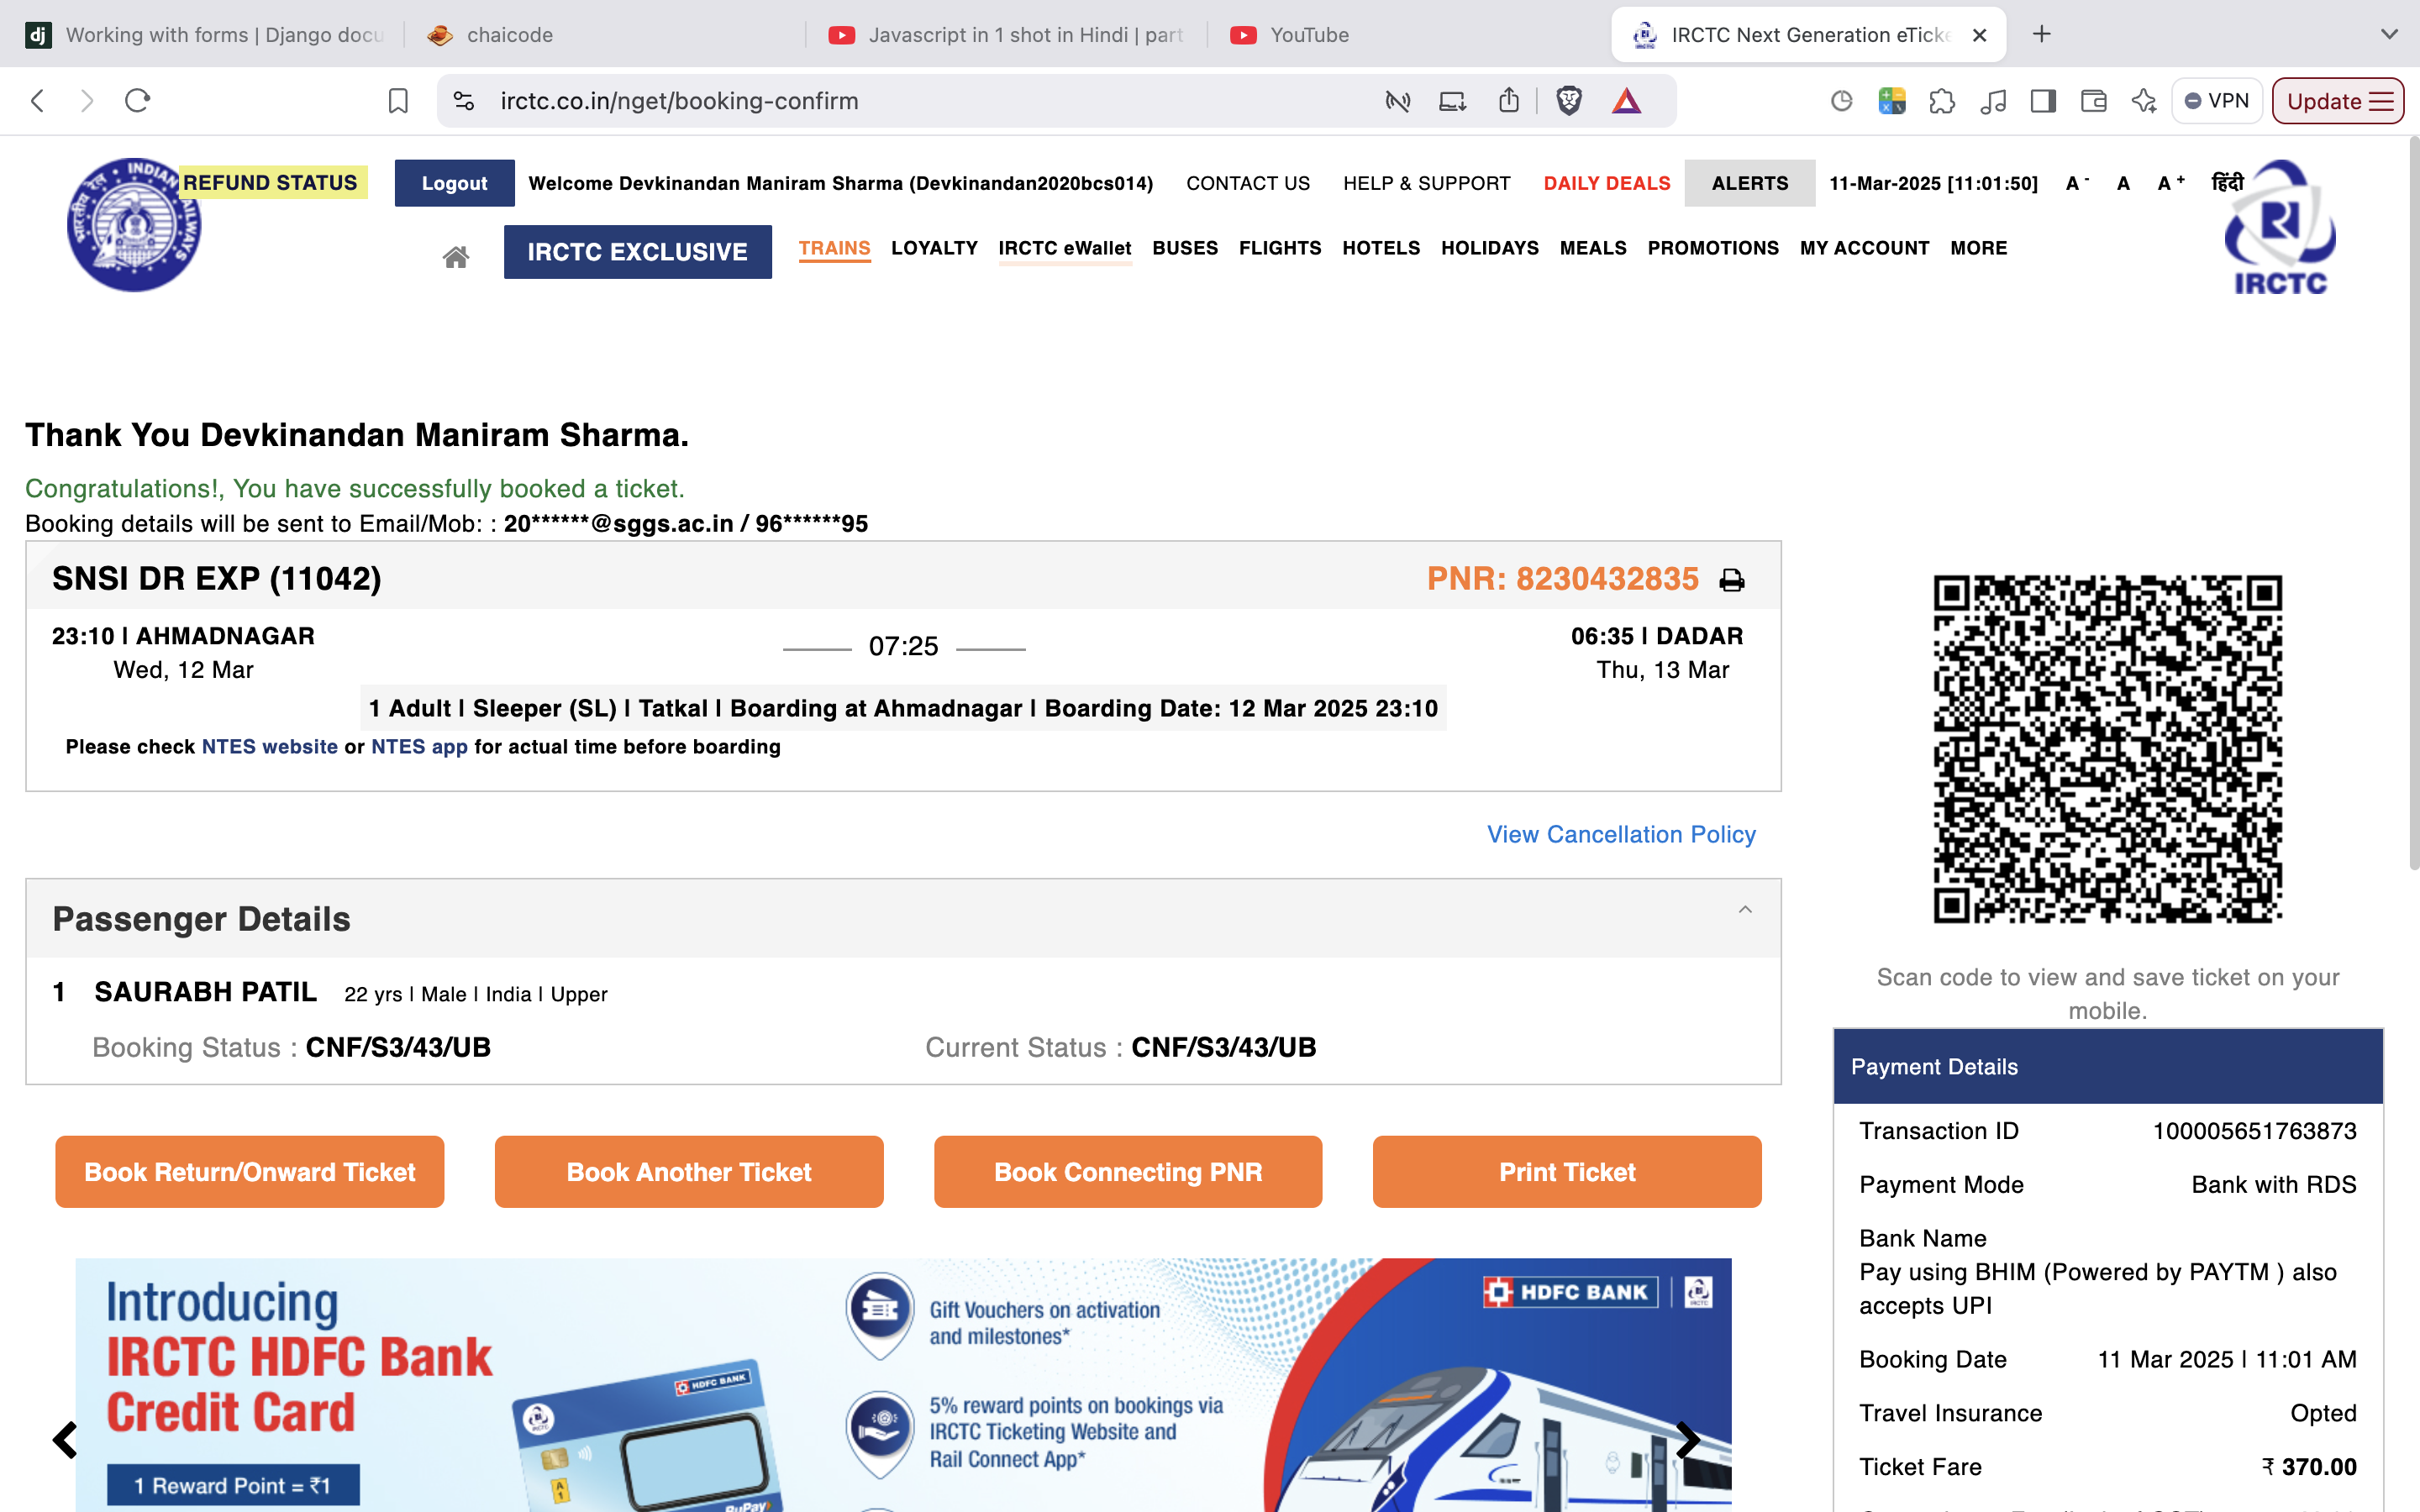 Working with forms | Django docu
chaicode
Javascript in 1 shot in Hindi | part
YouTube
IRCTC Next Generation eTicke
irctc.co.in/nget/booking-confirm
VPN
Update
REFUND STATUS
Logout
Welcome Devkinandan Maniram Sharma (Devkinandan2020bcs014)
CONTACT US
HELP & SUPPORT
DAILY DEALS
ALERTS
11-Mar-2025 [11:01:50]
A -
A
A +
हिंदी
IRCTC EXCLUSIVE
TRAINS
LOYALTY
IRCTC eWallet
BUSES
FLIGHTS
HOTELS
HOLIDAYS
MEALS
PROMOTIONS
MY ACCOUNT
MORE
IRCTC
Thank You Devkinandan Maniram Sharma.
Congratulations!, You have successfully booked a ticket.
Booking details will be sent to Email/Mob: : 20******@sggs.ac.in / 96******95
SNSI DR EXP (11042)
PNR: 8230432835
23:10 | AHMADNAGAR
07:25
06:35 | DADAR
Wed, 12 Mar
Thu, 13 Mar
1 Adult | Sleeper (SL) | Tatkal | Boarding at Ahmadnagar | Boarding Date: 12 Mar 2025 23:10
Please check NTES website or NTES app for actual time before boarding
View Cancellation Policy
Passenger Details
1 SAURABH PATIL 22 yrs | Male | India | Upper
Booking Status : CNF/S3/43/UB
Current Status : CNF/S3/43/UB
Book Return/Onward Ticket
Book Another Ticket
Book Connecting PNR
Print Ticket
Scan code to view and save ticket on your
mobile.
Payment Details
Transaction ID 100005651763873
Payment Mode Bank with RDS
Bank Name
Pay using BHIM (Powered by PAYTM ) also
accepts UPI
Booking Date 11 Mar 2025 | 11:01 AM
Travel Insurance Opted
Ticket Fare ₹ 370.00
Introducing
IRCTC HDFC Bank
Credit Card
1 Reward Point = ₹1
HDFC BANK
Gift Vouchers on activation
and milestones*
5% reward points on bookings via
IRCTC Ticketing Website and
Rail Connect App*
HDFC BANK
RuPay